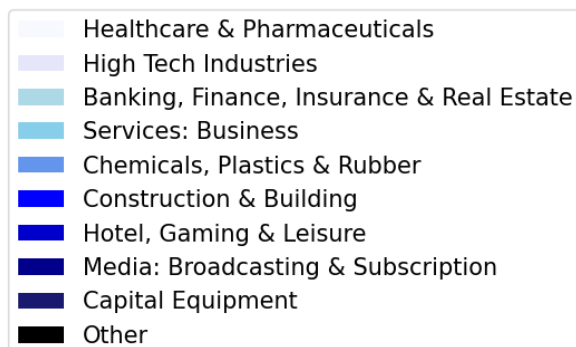 Healthcare & Pharmaceuticals
High Tech Industries
Banking, Finance, Insurance & Real Estate
Services: Business
Chemicals, Plastics & Rubber
Construction & Building
Hotel, Gaming & Leisure
Media: Broadcasting & Subscription
Capital Equipment
Other